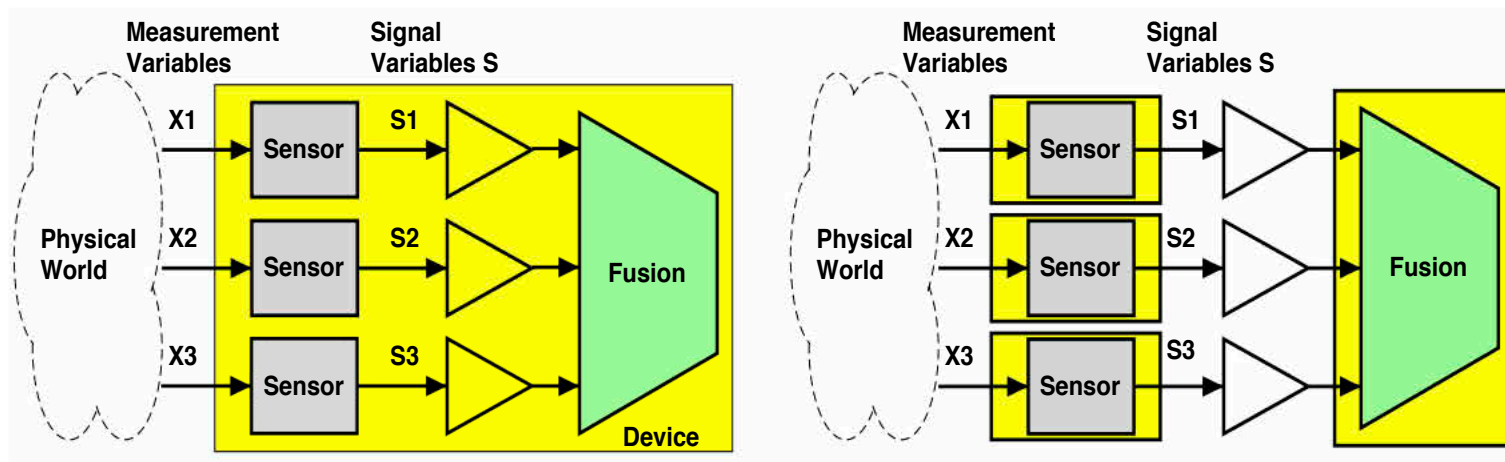 Measurement
Variables
Signal
Variables S
X1
Sensor
S1
Physical
World
X2
Sensor
S2
Fusion
X3
Sensor
S3
Device
Measurement
Variables
Signal
Variables S
X1
Sensor
S1
Physical
World
X2
Sensor
S2
Fusion
X3
Sensor
S3